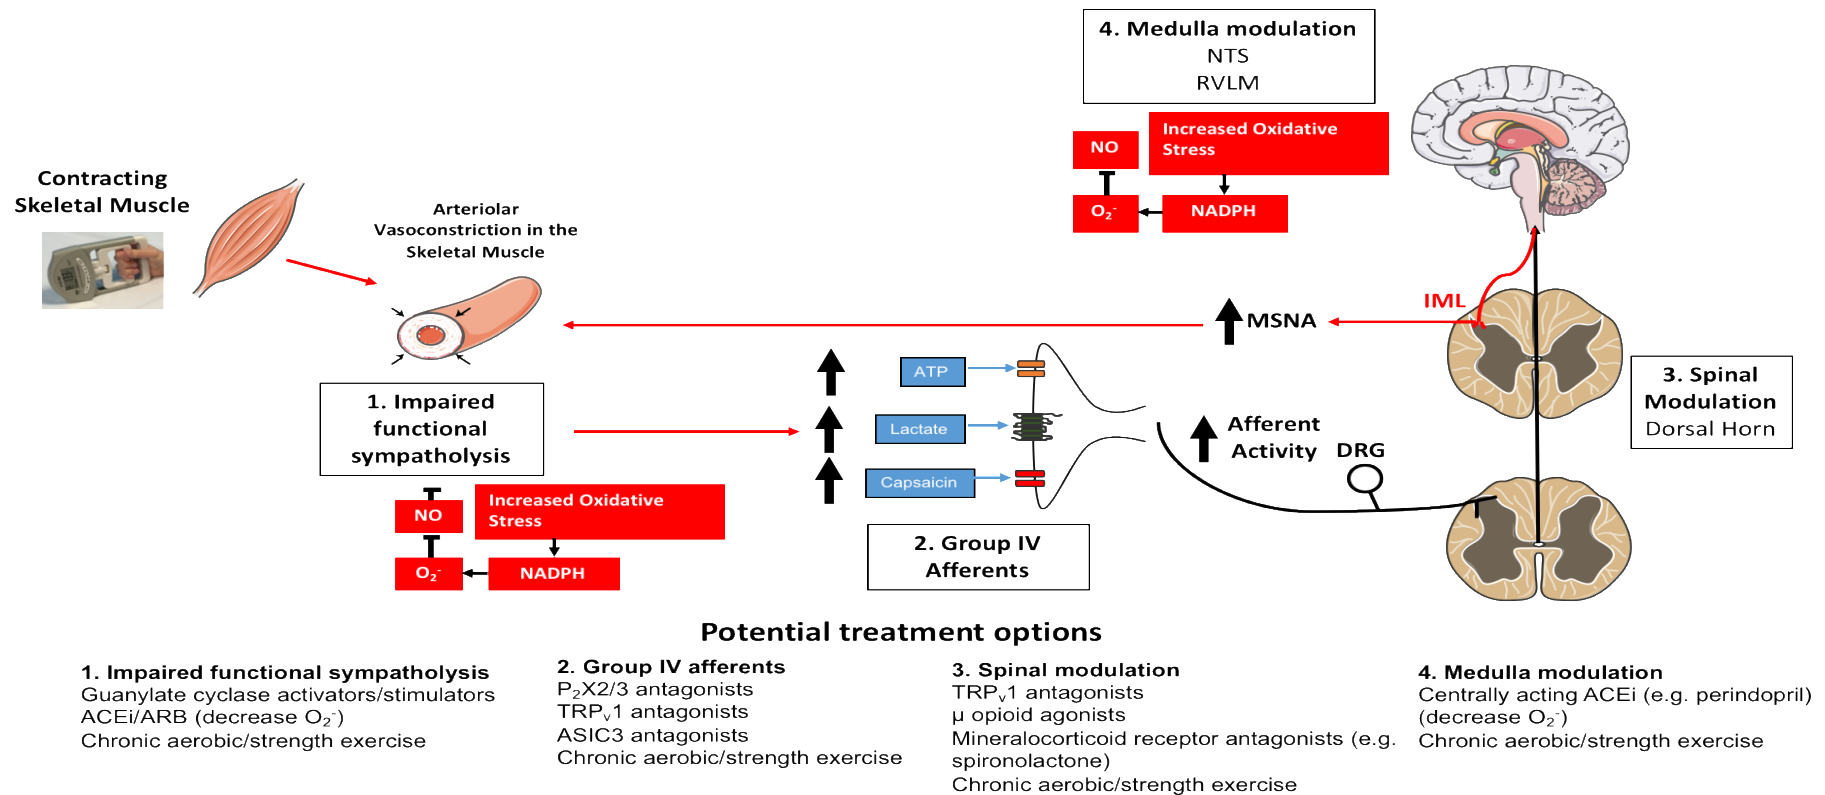 4. Medulla modulation
NTS
RVLM
Increased Oxidative
Stress
NO
O₂⁻
NADPH
Contracting
Skeletal Muscle
Arteriolar
Vasoconstriction in the
Skeletal Muscle
IML
MSNA
ATP
Lactate
Capsaicin
1. Impaired
functional
sympatholysis
3. Spinal
Modulation
Dorsal Horn
Afferent
Activity
DRG
Increased Oxidative
Stress
NO
O₂⁻
NADPH
2. Group IV
Afferents
Potential treatment options
1. Impaired functional sympatholysis
Guanylate cyclase activators/stimulators
ACEi/ARB (decrease O₂⁻)
Chronic aerobic/strength exercise
2. Group IV afferents
P₂X2/3 antagonists
TRPᵥ1 antagonists
ASIC3 antagonists
Chronic aerobic/strength exercise
3. Spinal modulation
TRPᵥ1 antagonists
µ opioid agonists
Mineralocorticoid receptor antagonists (e.g.
spironolactone)
Chronic aerobic/strength exercise
4. Medulla modulation
Centrally acting ACEi (e.g. perindopril)
(decrease O₂⁻)
Chronic aerobic/strength exercise